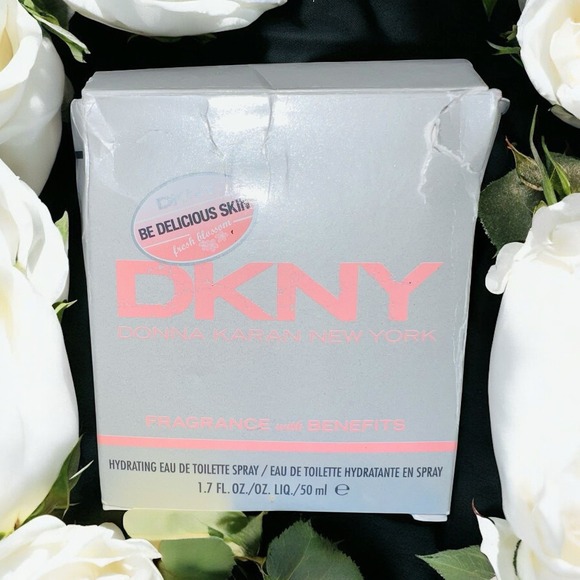 DKNY
BE DELICIOUS SKIN
fresh blossom
DKNY
DONNA KARAN NEW YORK
FRAGRANCE with BENEFITS
HYDRATING EAU DE TOILETTE SPRAY / EAU DE TOILETTE HYDRATANTE EN SPRAY
1.7 FL. OZ./OZ. LIQ./50 ml ℮